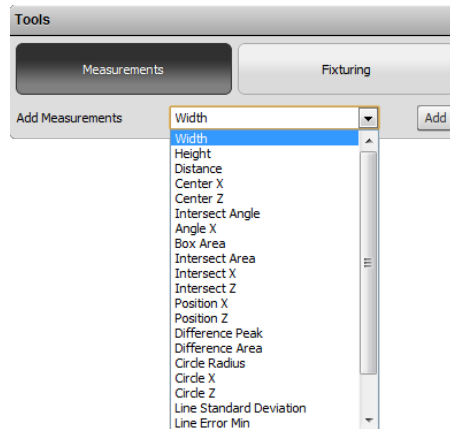 Tools
Measurements Fixturing
Add Measurements Width Add
Width
Height
Distance
Center X
Center Z
Intersect Angle
Angle X
Box Area
Intersect Area
Intersect X
Intersect Z
Position X
Position Z
Difference Peak
Difference Area
Circle Radius
Circle X
Circle Z
Line Standard Deviation
Line Error Min